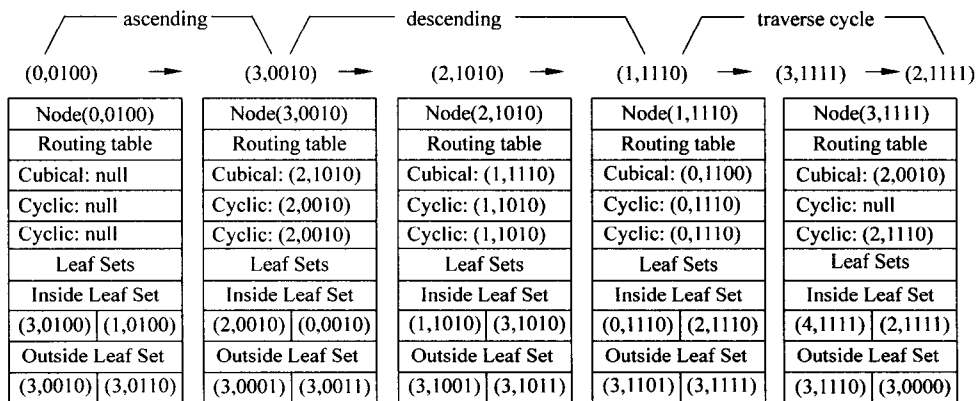 ascending descending traverse cycle
(0,0100) (3,0010) (2,1010) (1,1110) (3,1111) (2,1111)
Node(0,0100)
Routing table
Cubical: null
Cyclic: null
Cyclic: null
Leaf Sets
Inside Leaf Set
(3,0100) (1,0100)
Outside Leaf Set
(3,0010) (3,0110)
Node(3,0010)
Routing table
Cubical: (2,1010)
Cyclic: (2,0010)
Cyclic: (2,0010)
Leaf Sets
Inside Leaf Set
(2,0010) (0,0010)
Outside Leaf Set
(3,0001) (3,0011)
Node(2,1010)
Routing table
Cubical: (1,1110)
Cyclic: (1,1010)
Cyclic: (1,1010)
Leaf Sets
Inside Leaf Set
(1,1010) (3,1010)
Outside Leaf Set
(3,1001) (3,1011)
Node(1,1110)
Routing table
Cubical: (0,1100)
Cyclic: (0,1110)
Cyclic: (0,1110)
Leaf Sets
Inside Leaf Set
(0,1110) (2,1110)
Outside Leaf Set
(3,1101) (3,1111)
Node(3,1111)
Routing table
Cubical: (2,0010)
Cyclic: null
Cyclic: (2,1110)
Leaf Sets
Inside Leaf Set
(4,1111) (2,1111)
Outside Leaf Set
(3,1110) (3,0000)